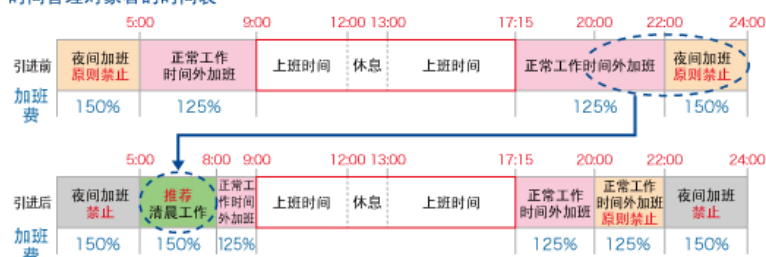 时间管理对象者的时间表
5:00 9:00 12:00 13:00 17:15 20:00 22:00 24:00
引进前
夜间加班
原则禁止
正常工作
时间外加班
上班时间
休息
上班时间
正常工作时间外加班
夜间加班
原则禁止
加班
费
150% 125% 125% 150%
5:00 8:00 9:00 12:00 13:00 17:15 20:00 22:00 24:00
引进后
夜间加班
禁止
推荐
清晨工作
正常工
作时间
外加班
上班时间
休息
上班时间
正常工作
时间外加班
正常工作
时间外加班
原则禁止
夜间加班
禁止
加班
费
150% 150% 125% 125% 125% 150%